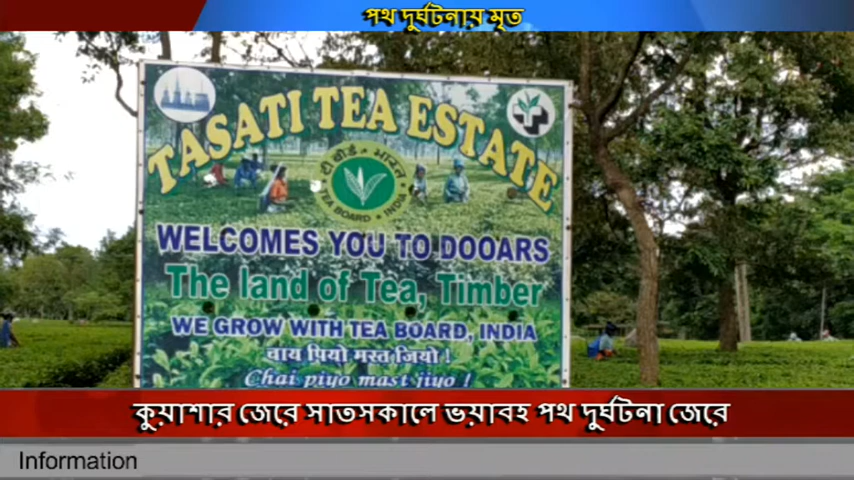 পথ দুর্ঘটনায় মৃত
TASATI TEA ESTATE
टी बोर्ड • भारत
TEA BOARD • INDIA
WELCOMES YOU TO DOOARS
The land of Tea, Timber
WE GROW WITH TEA BOARD, INDIA
चाय पियो मस्त जियो !
Chai piyo mast jiyo !
কুয়াশার জেরে সাতসকালে ভয়াবহ পথ দুর্ঘটনা জেরে
Information